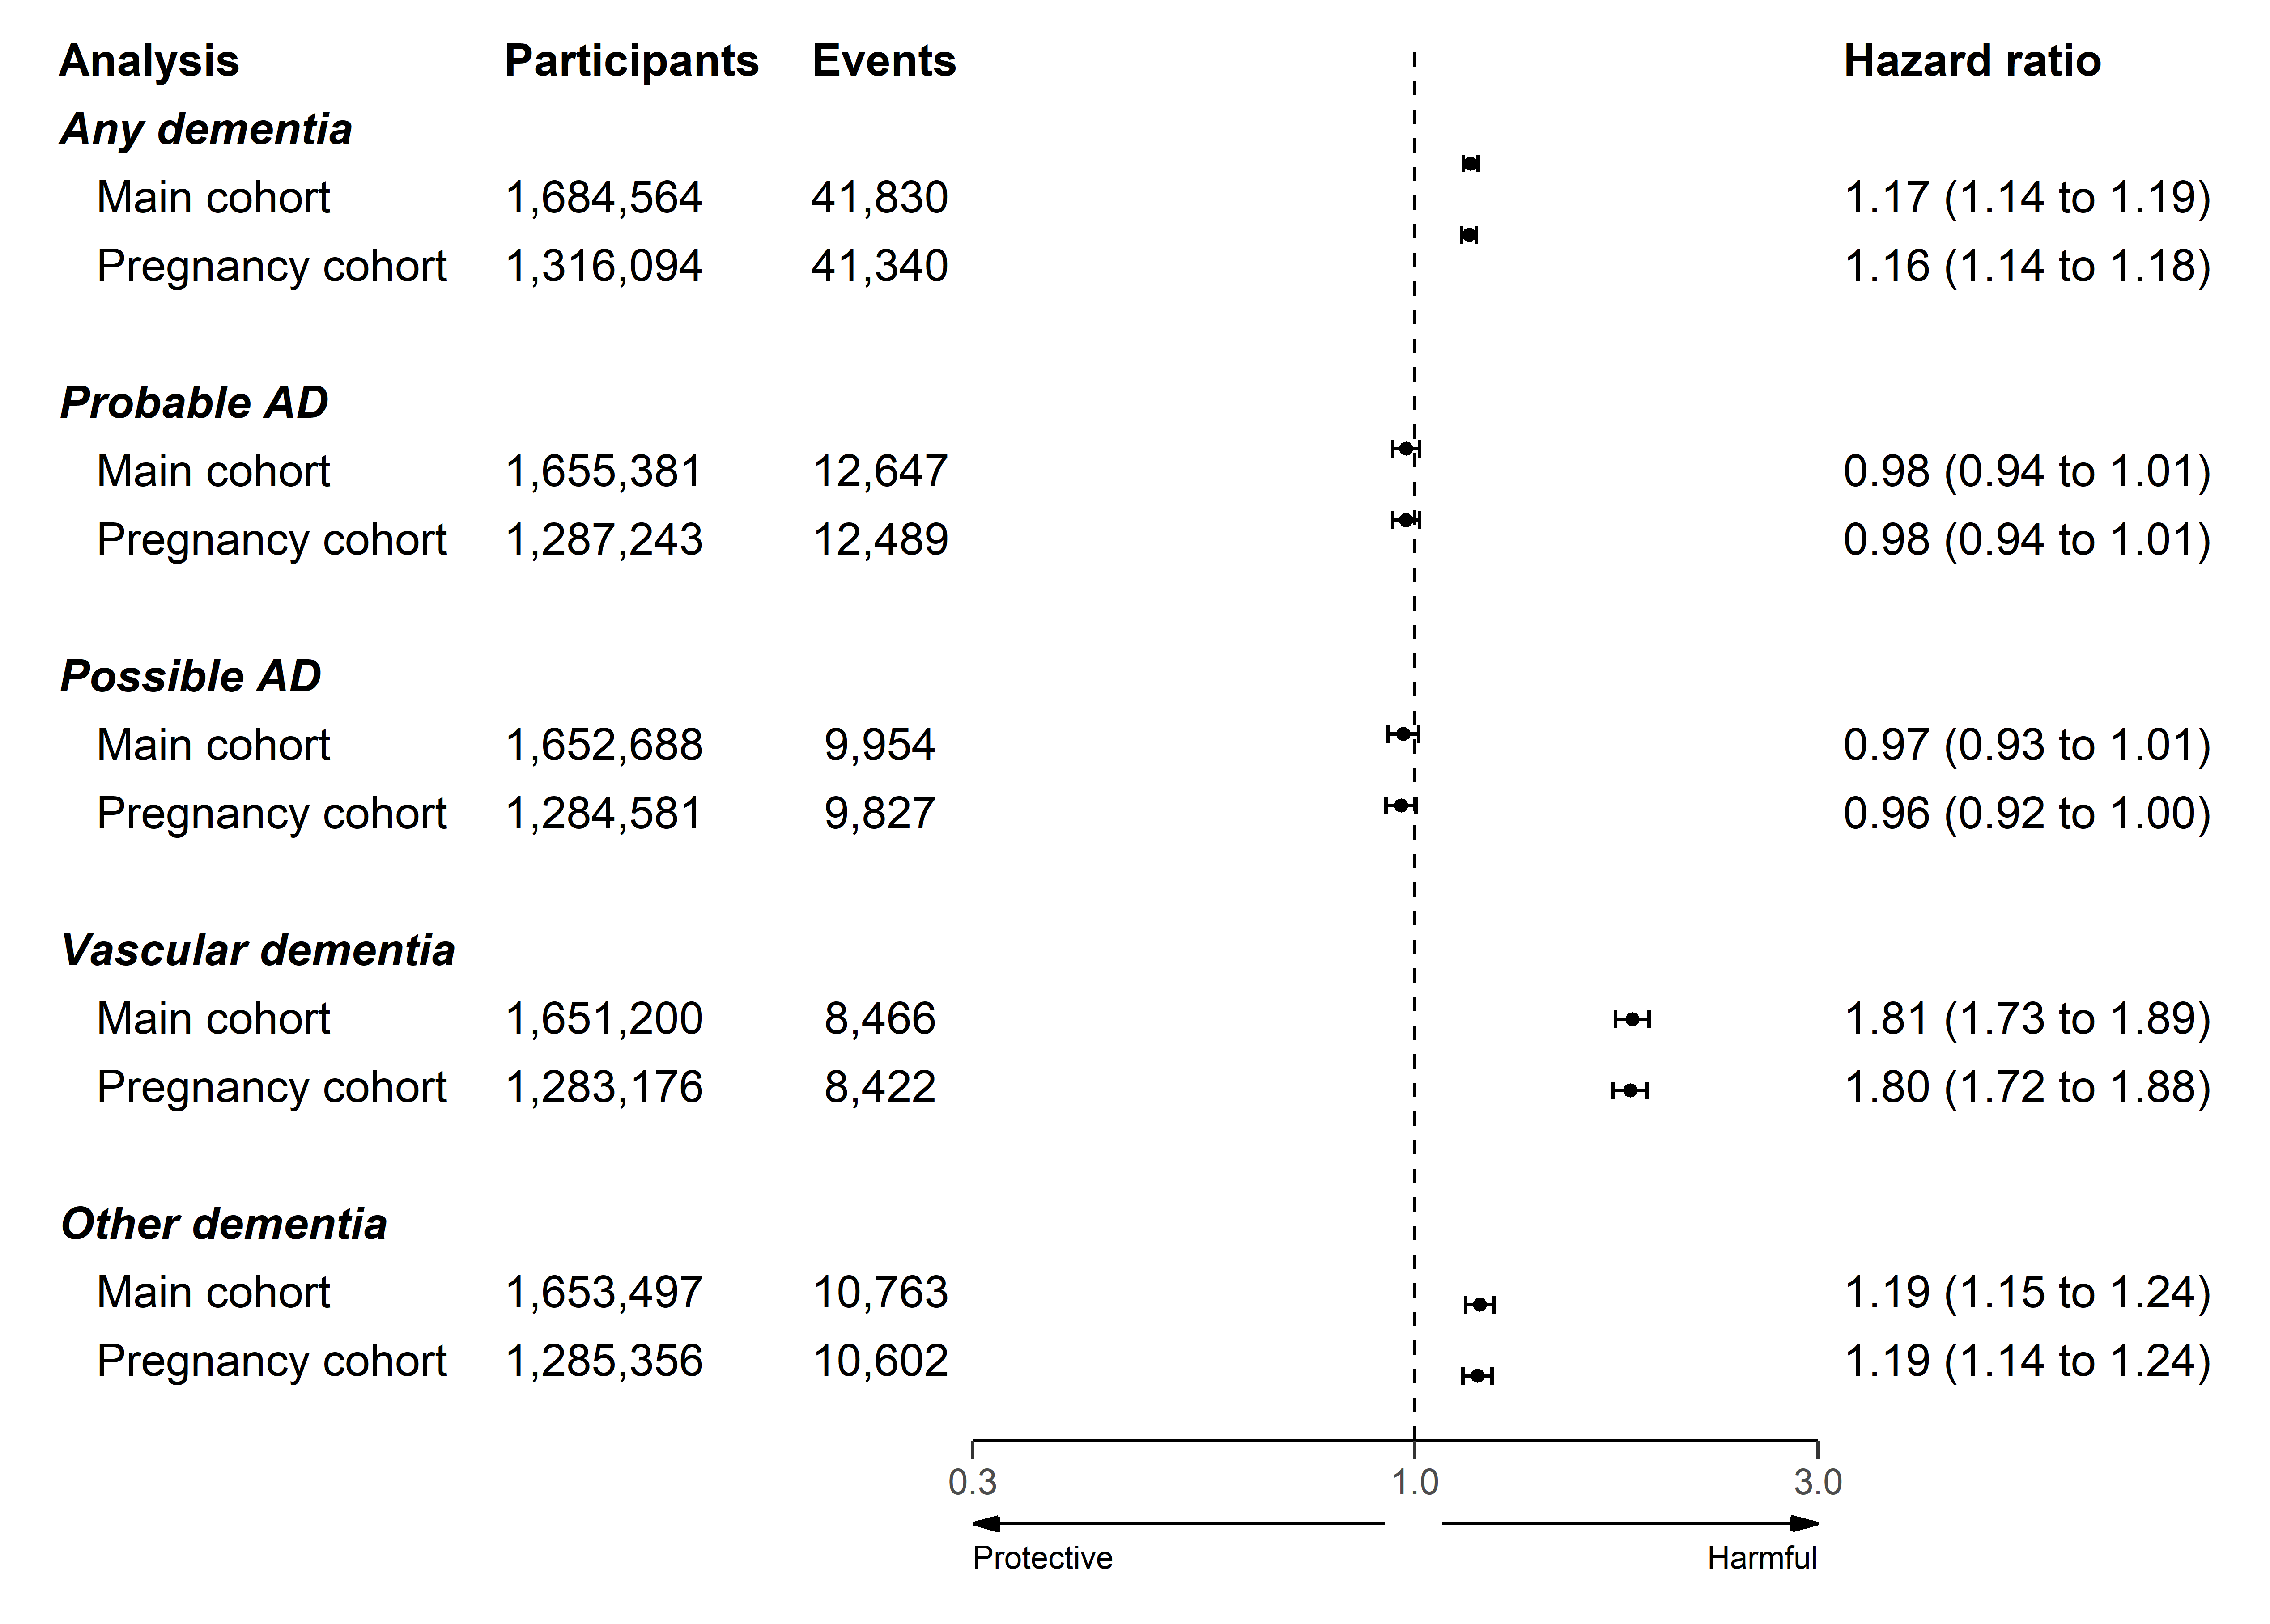 Analysis Participants Events Hazard ratio
Any dementia
Main cohort 1,684,564 41,830 1.17 (1.14 to 1.19)
Pregnancy cohort 1,316,094 41,340 1.16 (1.14 to 1.18)
Probable AD
Main cohort 1,655,381 12,647 0.98 (0.94 to 1.01)
Pregnancy cohort 1,287,243 12,489 0.98 (0.94 to 1.01)
Possible AD
Main cohort 1,652,688 9,954 0.97 (0.93 to 1.01)
Pregnancy cohort 1,284,581 9,827 0.96 (0.92 to 1.00)
Vascular dementia
Main cohort 1,651,200 8,466 1.81 (1.73 to 1.89)
Pregnancy cohort 1,283,176 8,422 1.80 (1.72 to 1.88)
Other dementia
Main cohort 1,653,497 10,763 1.19 (1.15 to 1.24)
Pregnancy cohort 1,285,356 10,602 1.19 (1.14 to 1.24)
0.3 1.0 3.0
Protective Harmful